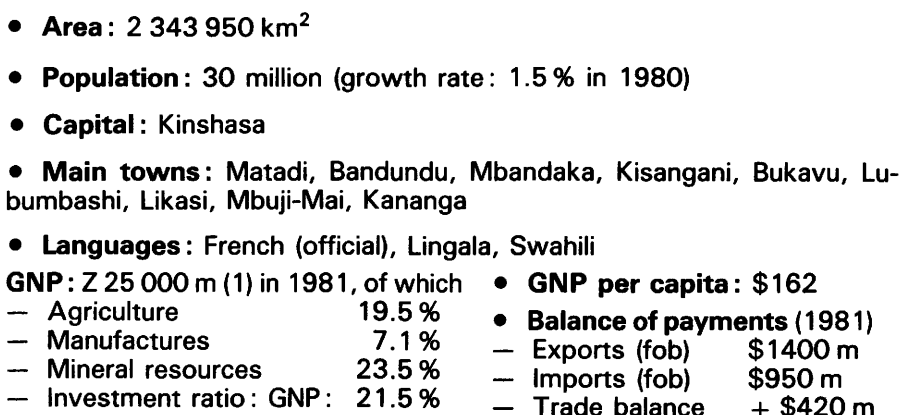 • Area: 2 343 950 km²
• Population: 30 million (growth rate: 1.5% in 1980)
• Capital: Kinshasa
• Main towns: Matadi, Bandundu, Mbandaka, Kisangani, Bukavu, Lu-
bumbashi, Likasi, Mbuji-Mai, Kananga
• Languages: French (official), Lingala, Swahili
GNP: Z 25 000 m (1) in 1981, of which
— Agriculture 19.5%
— Manufactures 7.1%
— Mineral resources 23.5%
— Investment ratio: GNP: 21.5%
• GNP per capita: $162
• Balance of payments (1981)
— Exports (fob) $1400 m
— Imports (fob) $950 m
— Trade balance + $420 m